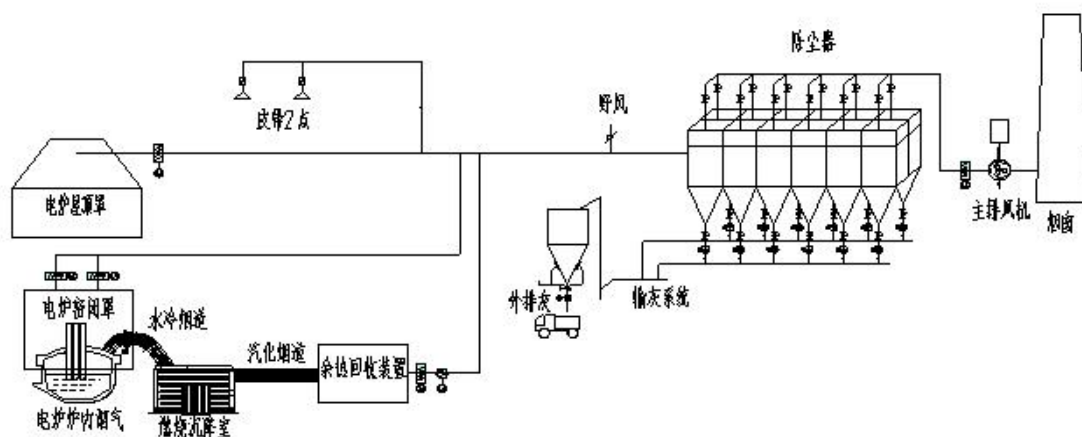 除尘器
野风
皮带2点
电炉屋顶罩
主排风机
烟囱
电炉密闭罩
外排灰
输灰系统
水冷烟道
汽化烟道
余热回收装置
电炉炉内烟气
燃烧沉降室